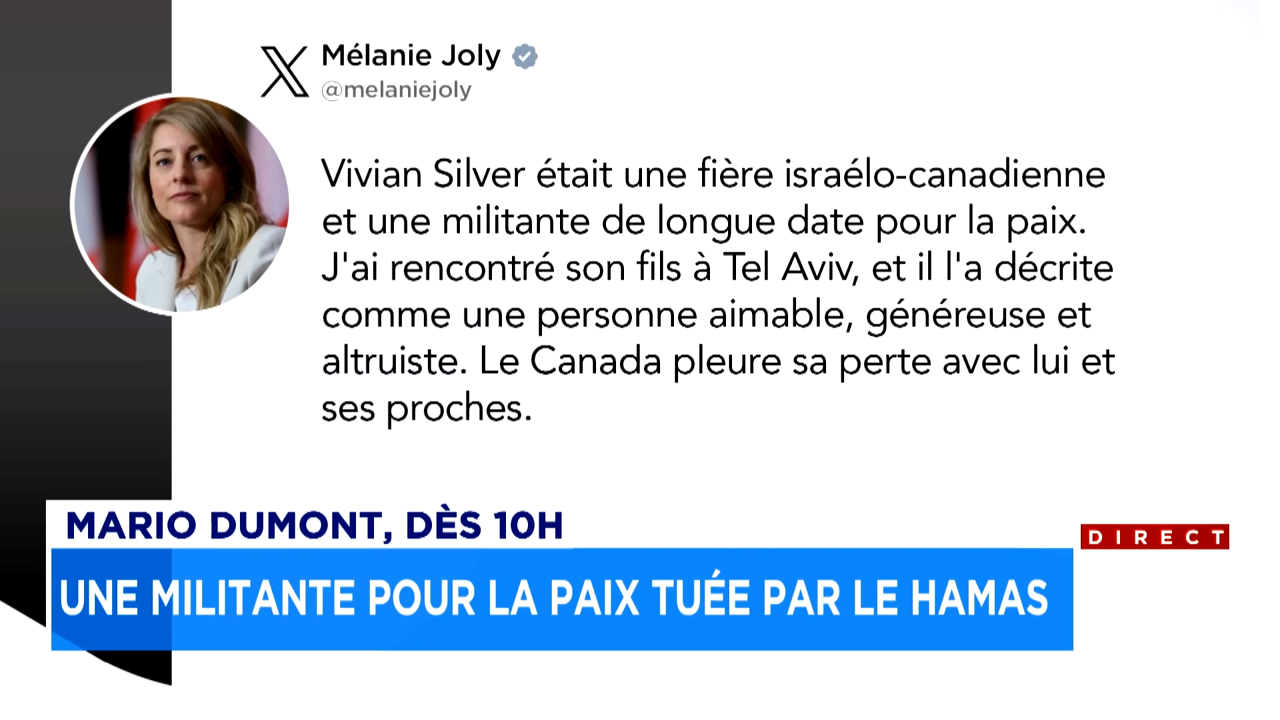 Mélanie Joly
@melaniejoly
Vivian Silver était une fière israélo-canadienne
et une militante de longue date pour la paix.
J'ai rencontré son fils à Tel Aviv, et il l'a décrite
comme une personne aimable, généreuse et
altruiste. Le Canada pleure sa perte avec lui et
ses proches.
MARIO DUMONT, DÈS 10H
DIRECT
UNE MILITANTE POUR LA PAIX TUÉE PAR LE HAMAS